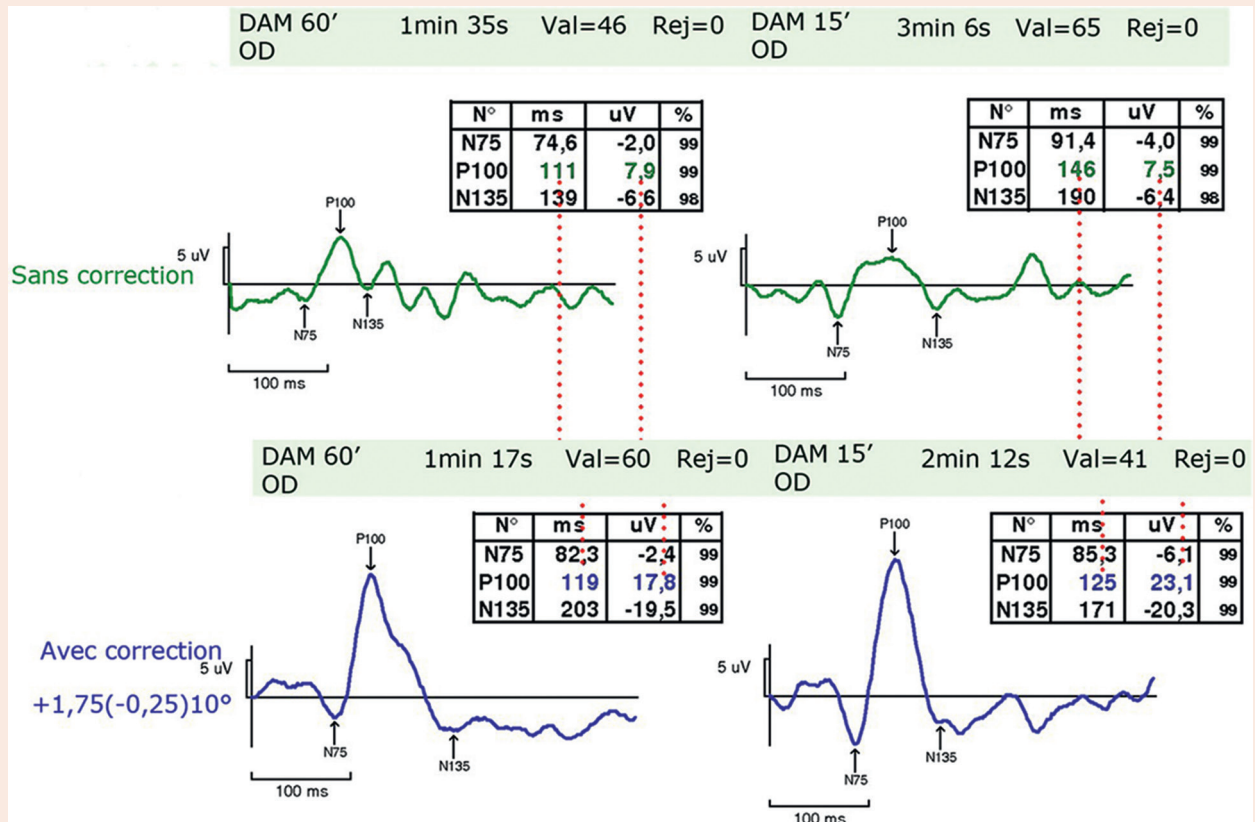 DAM 60′ 1min 35s Val=46 Rej=0
OD
DAM 15′ 3min 6s Val=65 Rej=0
OD
N° ms uV %
N75 74,6 -2,0 99
P100 111 7,9 99
N135 139 -6,6 98
N° ms uV %
N75 91,4 -4,0 99
P100 146 7,5 99
N135 190 -6,4 98
Sans correction
5 uV
P100
N75
N135
100 ms
5 uV
P100
N75
N135
100 ms
DAM 60′ 1min 17s Val=60 Rej=0
OD
DAM 15′ 2min 12s Val=41 Rej=0
OD
N° ms uV %
N75 82,3 -2,4 99
P100 119 17,8 99
N135 203 -19,5 99
N° ms uV %
N75 85,3 -6,1 99
P100 125 23,1 99
N135 171 -20,3 99
Avec correction
+1,75(-0,25)10°
5 uV
P100
N75
N135
100 ms
5 uV
P100
N75
N135
100 ms